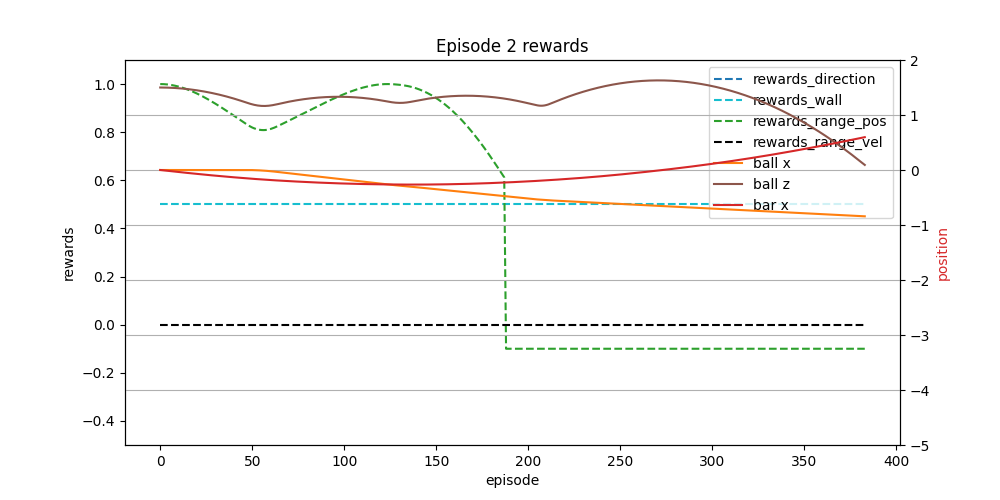 Episode 2 rewards
rewards_direction
rewards_wall
rewards_range_pos
rewards_range_vel
ball x
ball z
bar x
1.0
0.8
0.6
0.4
0.2
0.0
−0.2
−0.4
rewards
2
1
0
−1
−2
−3
−4
−5
position
0 50 100 150 200 250 300 350 400
episode